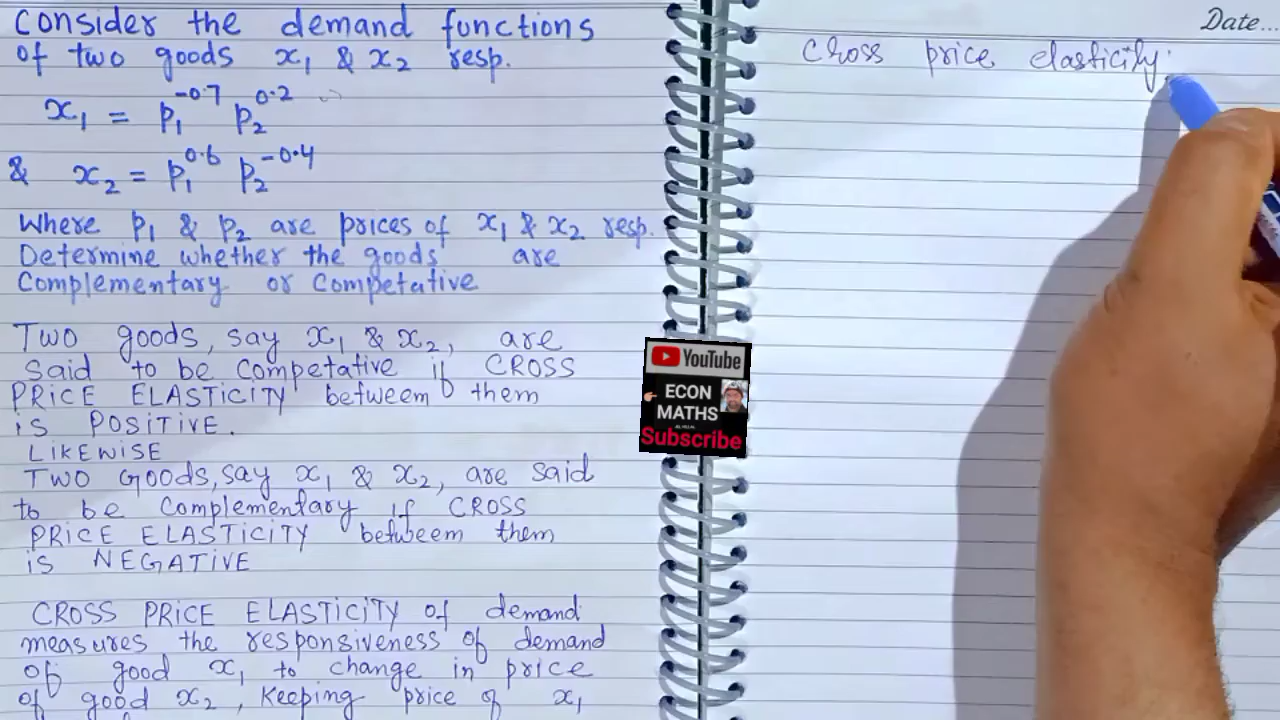 Consider the demand functions
of two goods x₁ & x₂ resp.
x₁ = p₁^-0.7 p₂^0.2
& x₂ = p₁^0.6 p₂^-0.4
Where p₁ & p₂ are prices of x₁ & x₂ resp.
Determine whether the goods are
Complementary or Competative
Two goods, say x₁ & x₂, are
said to be Competative if CROSS
PRICE ELASTICITY betweem them
is POSITIVE.
LIKEWISE
TWO GOODS, say x₁ & x₂, are said
to be Complementary if CROSS
PRICE ELASTICITY betweem them
is NEGATIVE
CROSS PRICE ELASTICITY of demand
measures the responsiveness of demand
of good x₁ to change in price
of good x₂, Keeping price of x₁
Date...
Cross price elasticity
YouTube
ECON
MATHS
Subscribe